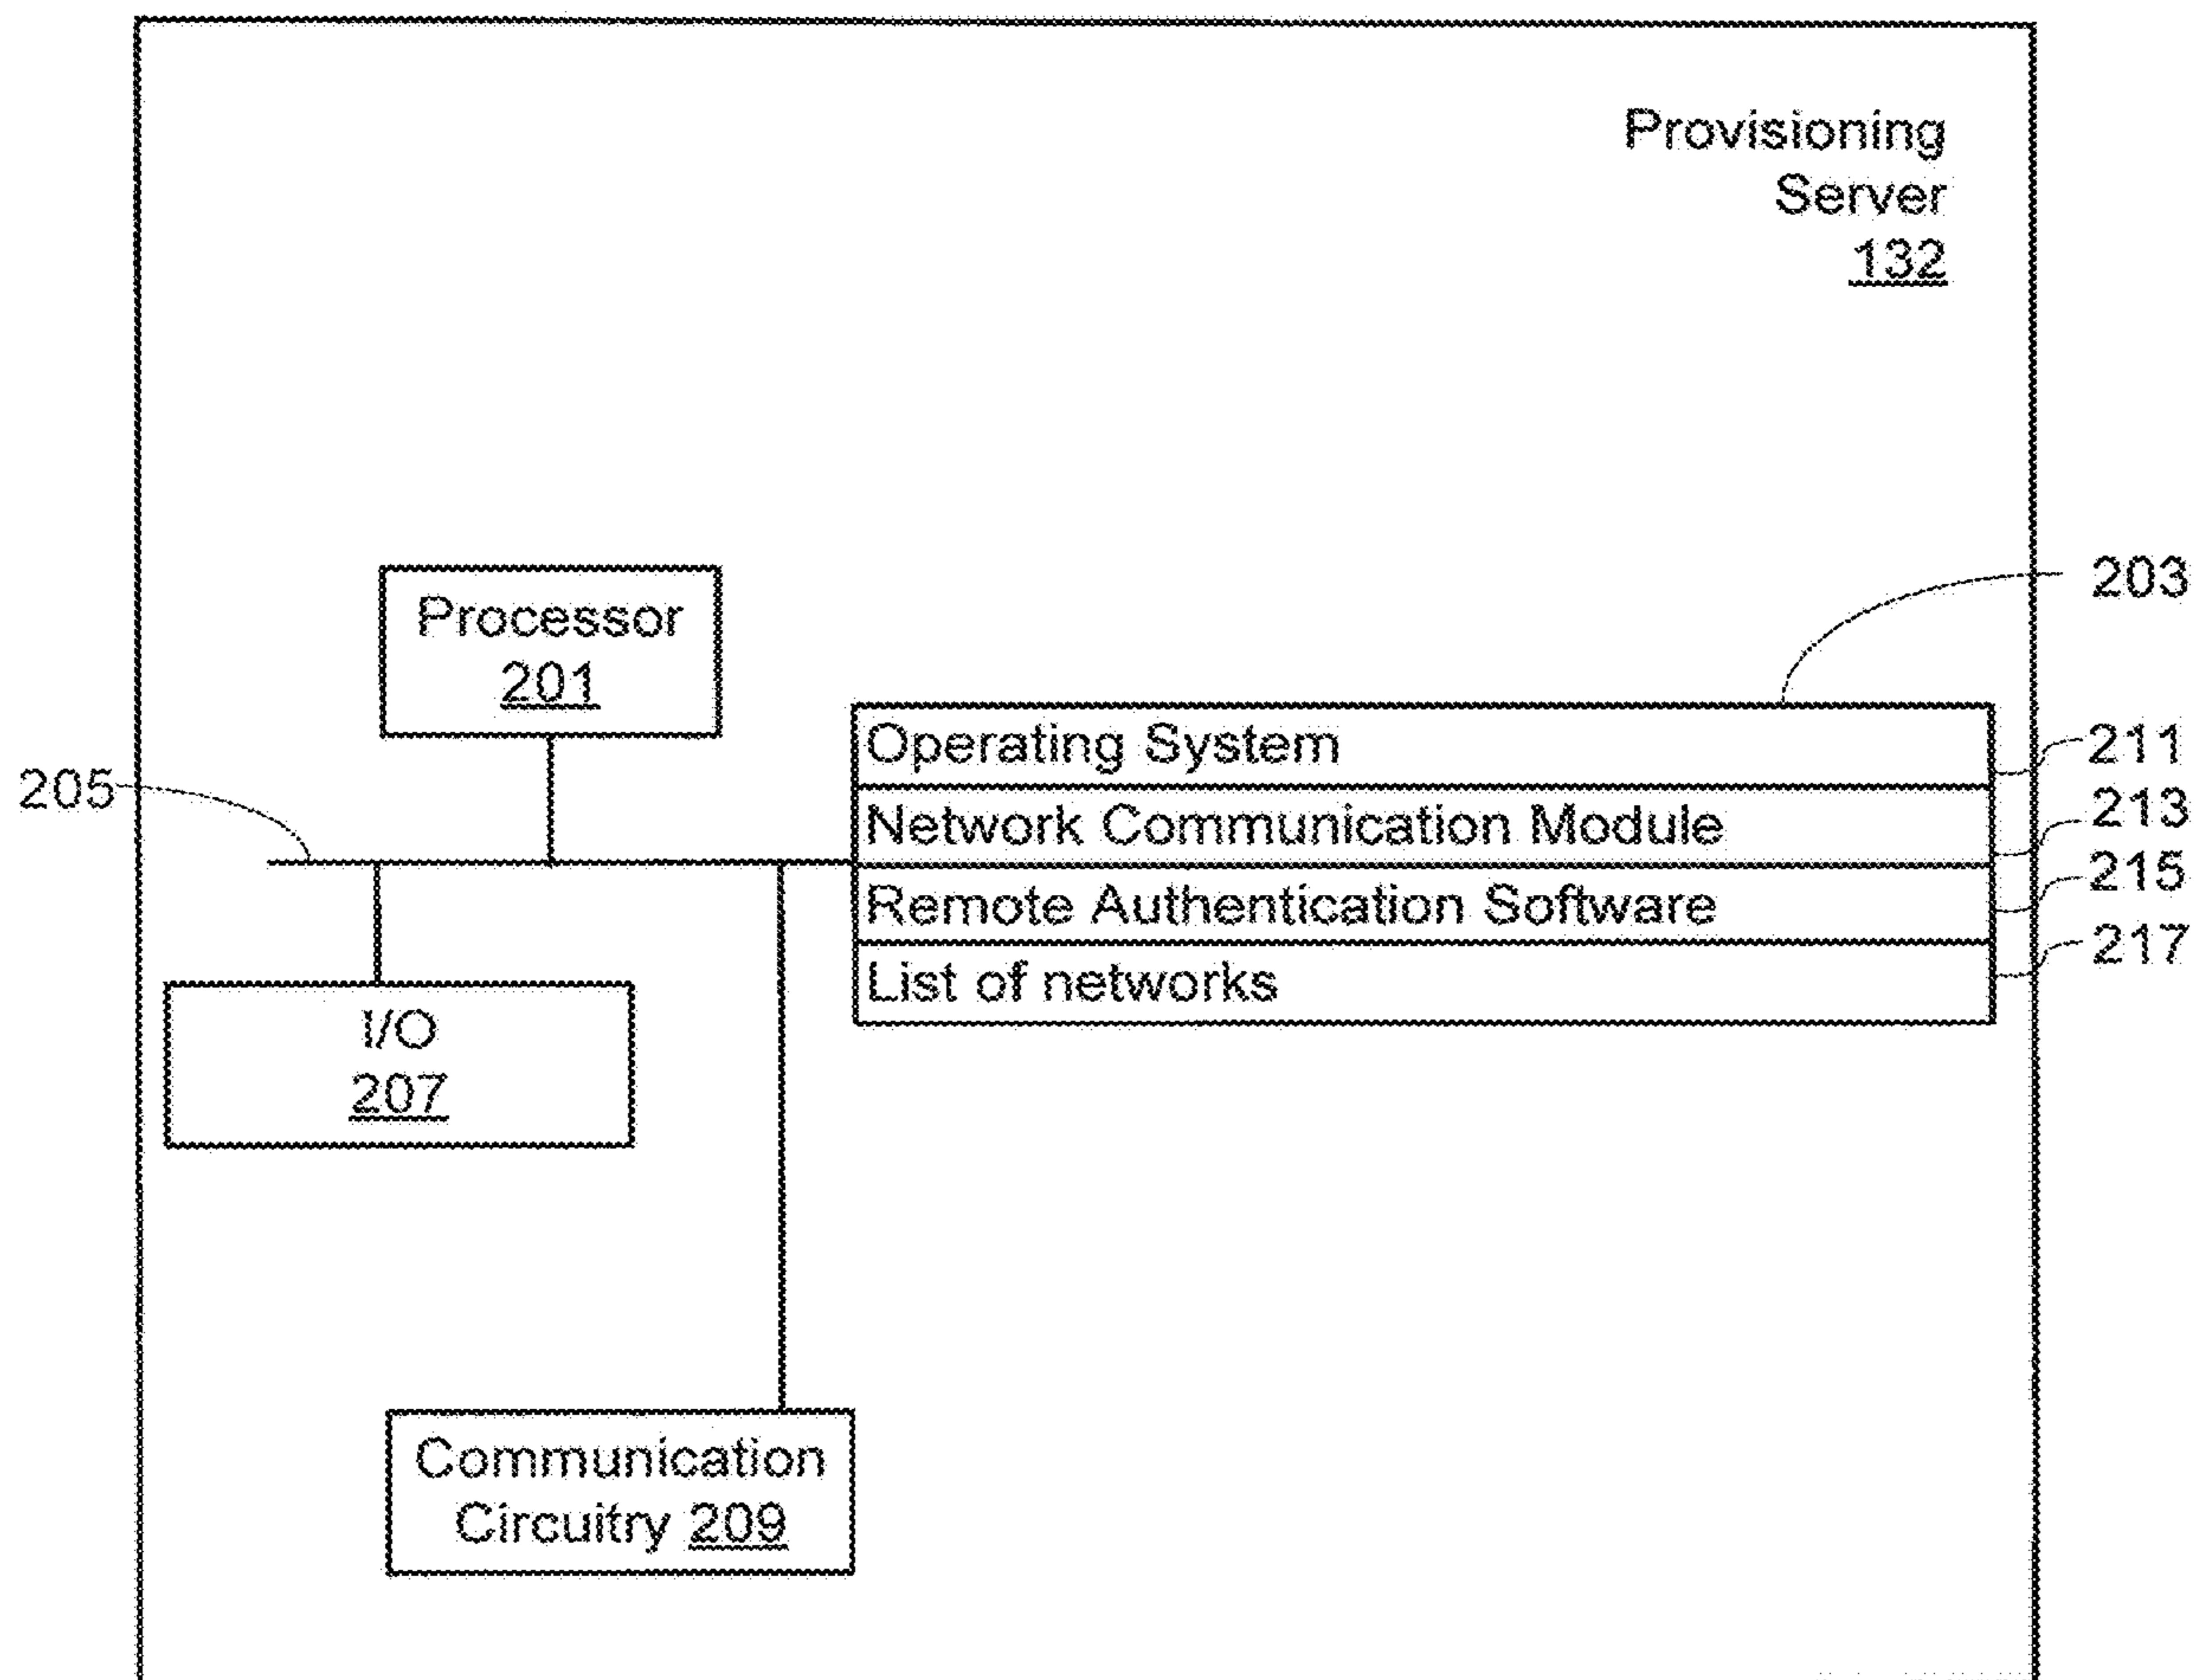 Provisioning
Server
132
Processor
201
203
Operating System
211
205
Network Communication Module
213
Remote Authentication Software
215
List of networks
217
I/O
207
Communication
Circuitry 209